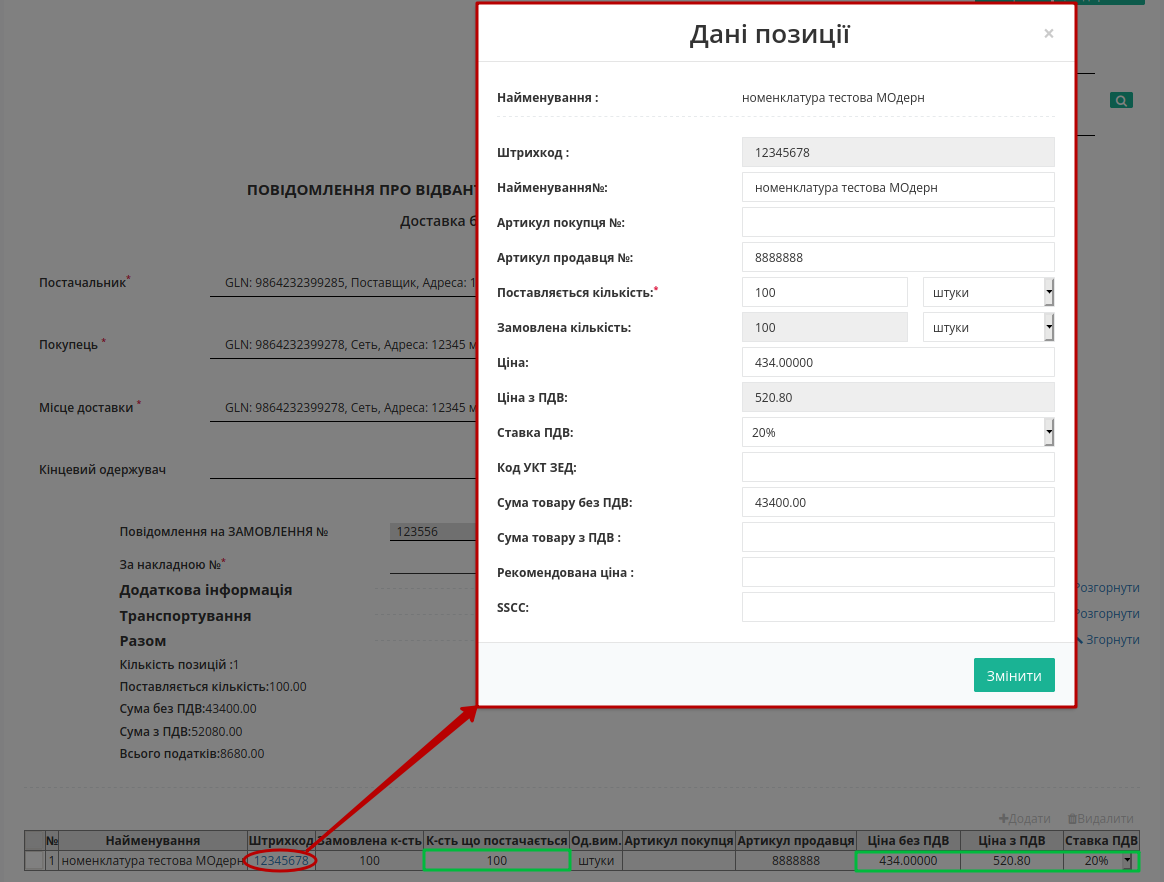 Дані позиції ×
Найменування : номенклатура тестова МОдерн
Штрихкод : 12345678
Найменування№: номенклатура тестова МОдерн
Артикул покупця №:
Артикул продавця №: 8888888
Поставляється кількість:* 100 штуки
Замовлена кількість: 100 штуки
Ціна: 434.00000
Ціна з ПДВ: 520.80
Ставка ПДВ: 20%
Код УКТ ЗЕД:
Сума товару без ПДВ: 43400.00
Сума товару з ПДВ :
Рекомендована ціна :
SSCC:
Змінити
ПОВІДОМЛЕННЯ ПРО
Доставка
Постачальник* GLN: 9864232399285, Поставщик, Адреса:
Покупець * GLN: 9864232399278, Сеть, Адреса: 12345
Місце доставки * GLN: 9864232399278, Сеть, Адреса: 12345
Кінцевий одержувач
Повідомлення на ЗАМОВЛЕННЯ № 123556
За накладною №*
Додаткова інформація Розгорнути
Транспортування Розгорнути
Разом Згорнути
Кількість позицій :1
Поставляється кількість:100.00
Сума без ПДВ:43400.00
Сума з ПДВ:52080.00
Всього податків:8680.00
Додати Видалити
№ Найменування Штрихкод Замовлена к-сть К-сть що постачається Од.вим. Артикул покупця Артикул продавця Ціна без ПДВ Ціна з ПДВ Ставка ПДВ
1 номенклатура тестова МОдерн 12345678 100 100 штуки 8888888 434.00000 520.80 20%